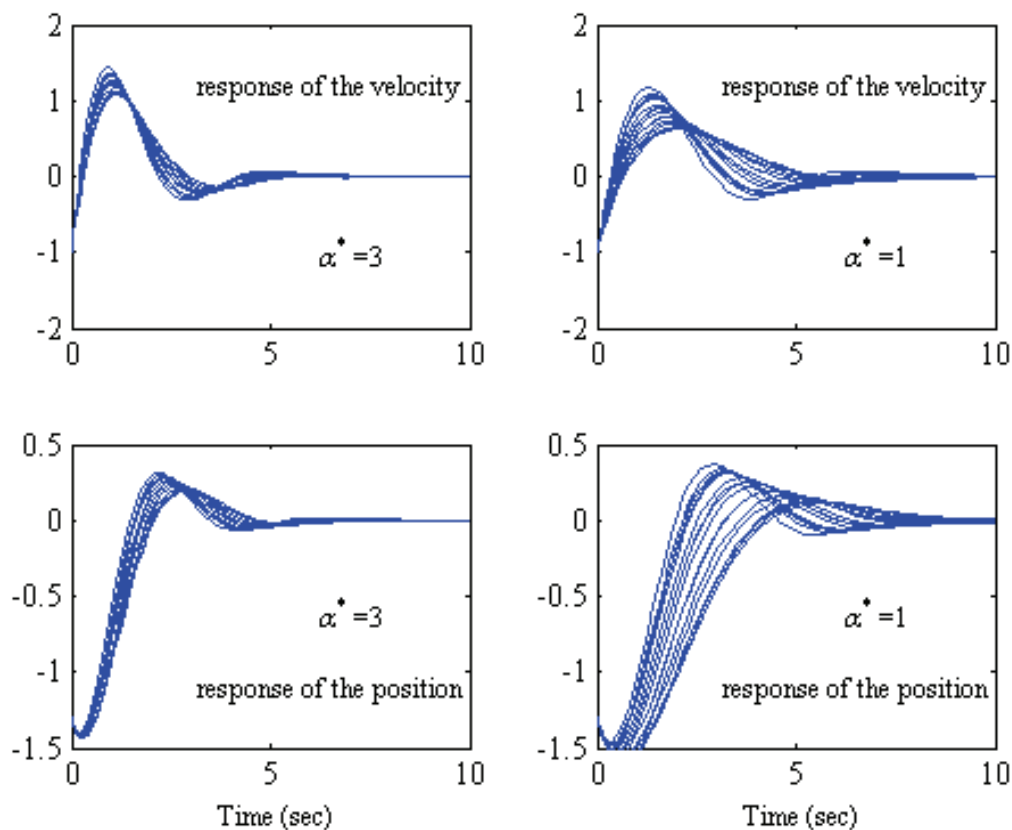 2
1
0
-1
-2
response of the velocity
α* =3
0 5 10
2
1
0
-1
-2
response of the velocity
α* =1
0 5 10
0.5
0
-0.5
-1
-1.5
α* =3
response of the position
0 5 10
Time (sec)
0.5
0
-0.5
-1
-1.5
α* =1
response of the position
0 5 10
Time (sec)